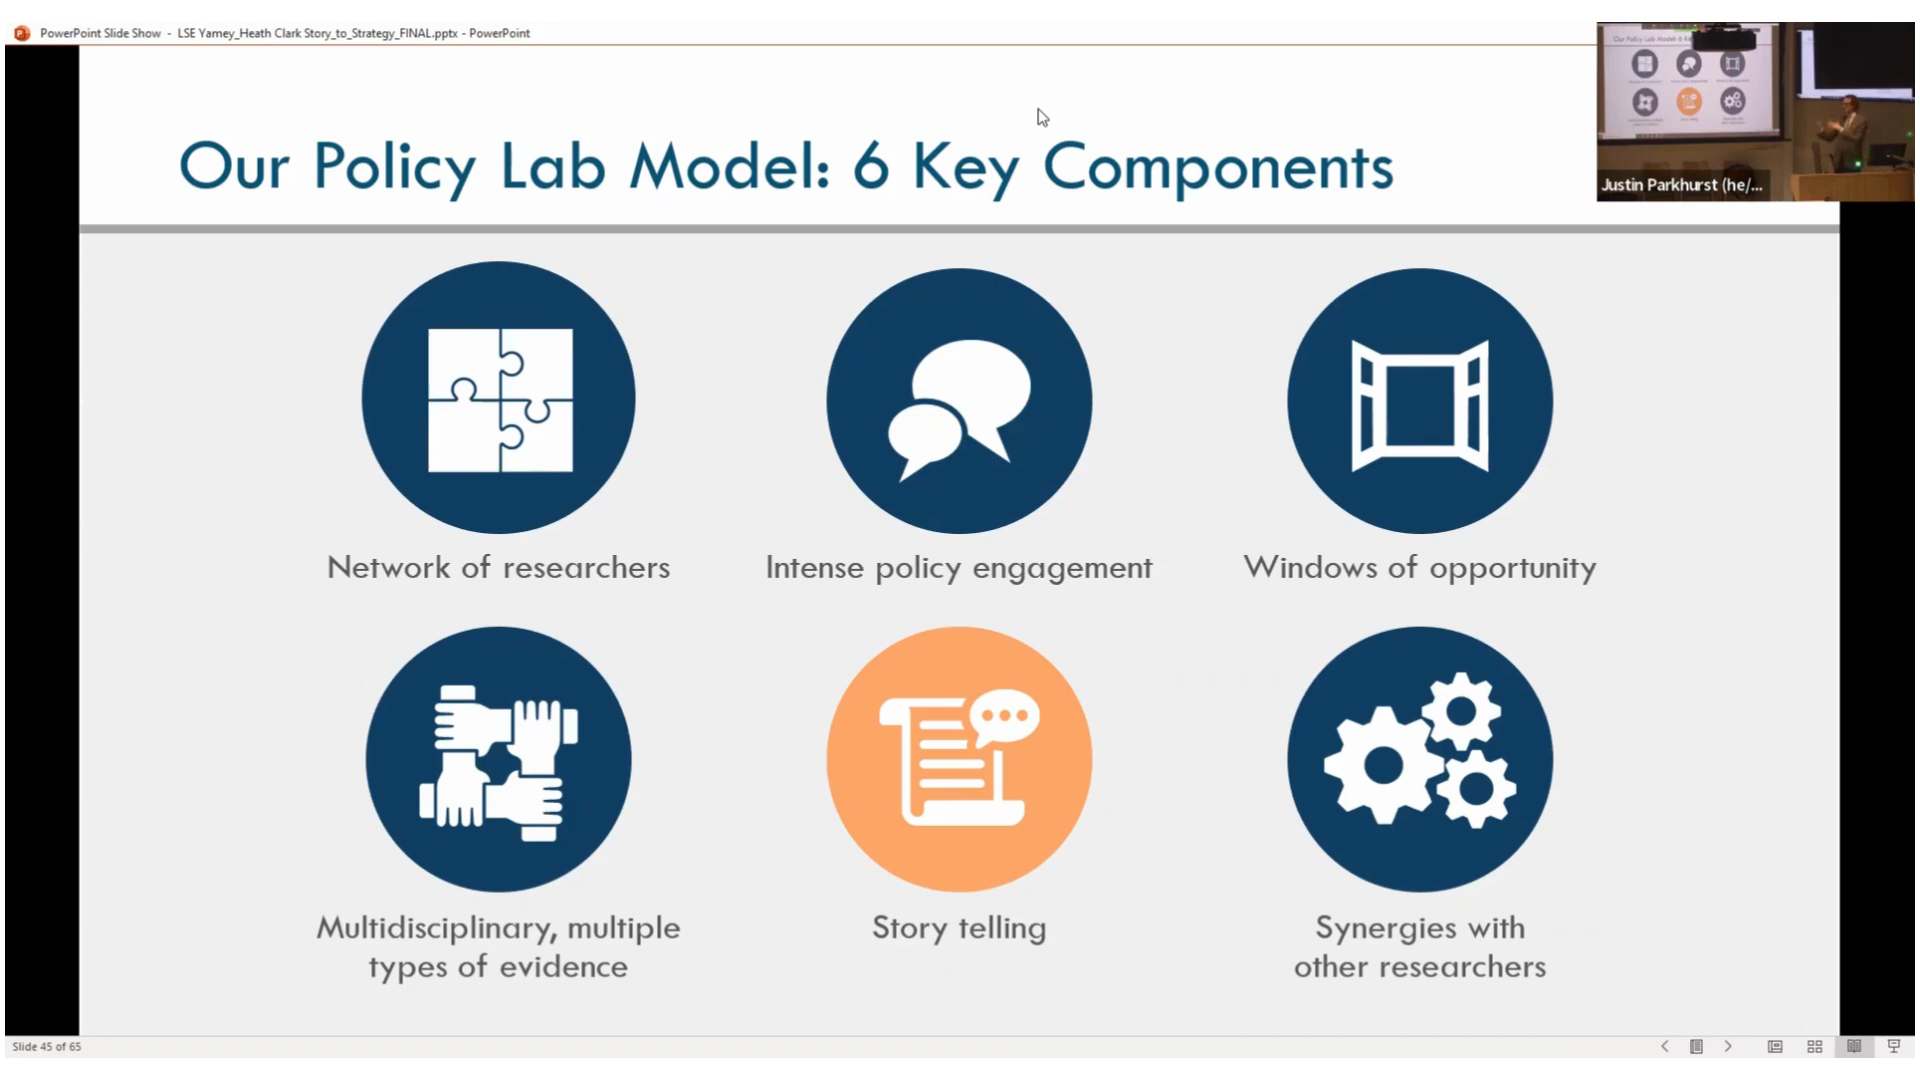 PowerPoint Slide Show - LSE Yamey_Heath Clark Story_to_Strategy_FINAL.pptx - PowerPoint
Our Policy Lab Model: 6 Key Components
Justin Parkhurst (he/...
Network of researchers
Intense policy engagement
Windows of opportunity
Multidisciplinary, multiple
types of evidence
Story telling
Synergies with
other researchers
Slide 45 of 65